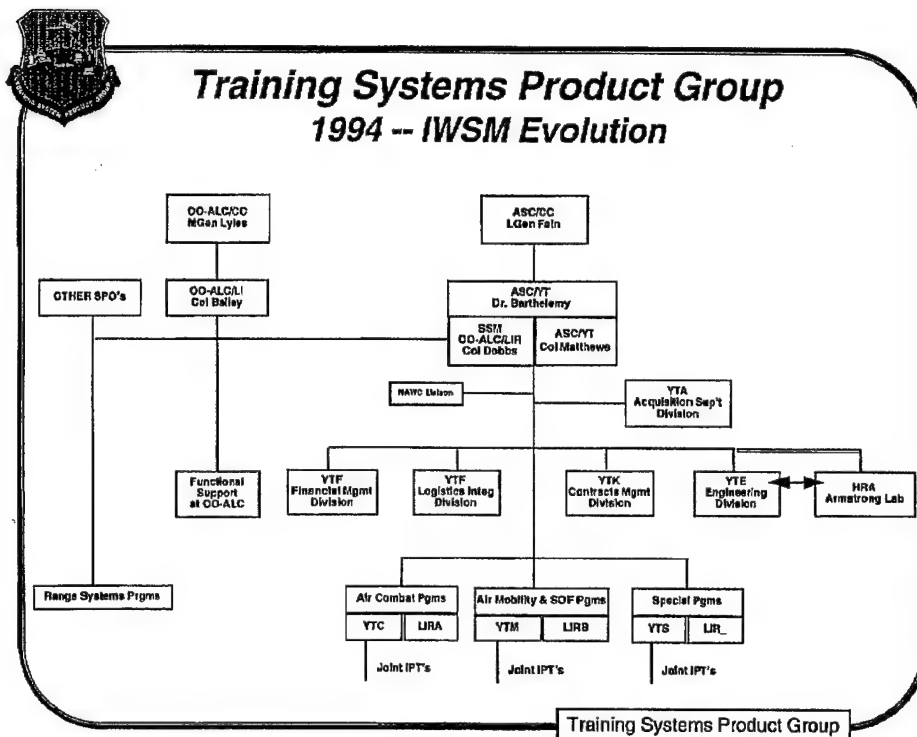 Training Systems Product Group
1994 -- IWSM Evolution
OO-ALC/CC
MGen Lyles
ASC/CC
LGen Fain
OTHER SPO's
OO-ALC/LI
Col Bailey
ASC/YT
Dr. Barthelemy
SSM
OO-ALC/LIR
Col Dobbs
ASC/YT
Col Matthews
NAWC Liaison
YTA
Acquisition Sup't
Division
Functional
Support
at OO-ALC
YTF
Financial Mgmt
Division
YTF
Logistics Integ
Division
YTK
Contracts Mgmt
Division
YTE
Engineering
Division
HRA
Armstrong Lab
Range Systems Prgms
Air Combat Pgms
YTC
LIRA
Joint IPT's
Air Mobility & SOF Pgms
YTM
LIRB
Joint IPT's
Special Pgms
YTS
LIR_
Joint IPT's
Training Systems Product Group